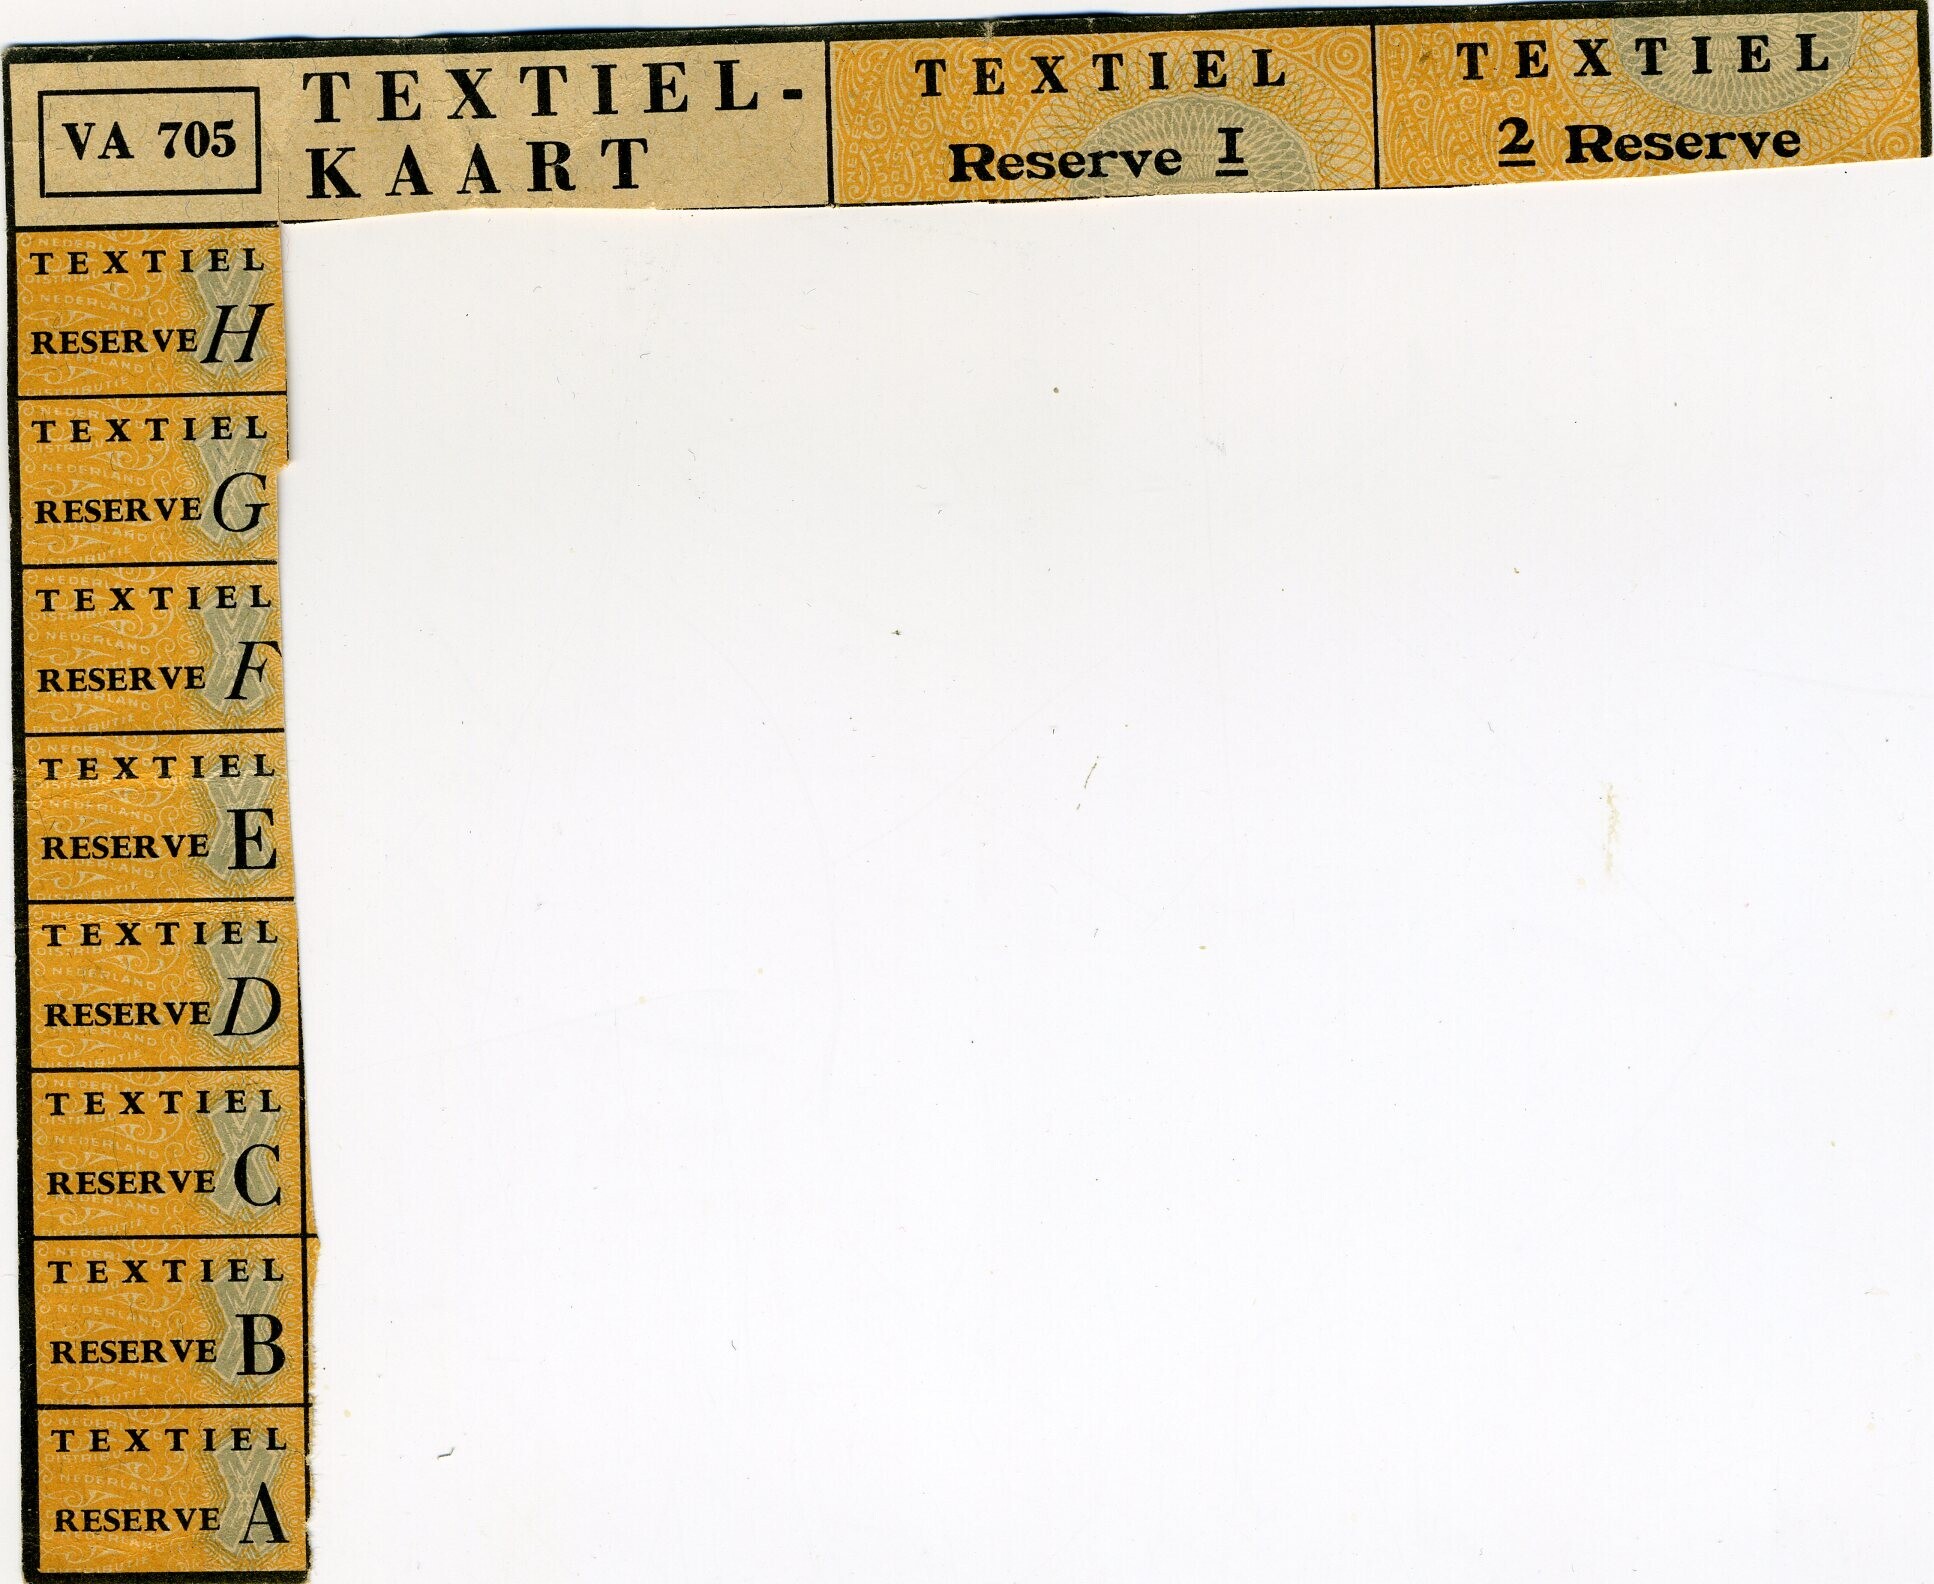 VA 705
TEXTIEL-
KAART
TEXTIEL
Reserve 1
TEXTIEL
2 Reserve
TEXTIEL
RESERVE H
TEXTIEL
RESERVE G
TEXTIEL
RESERVE F
TEXTIEL
RESERVE E
TEXTIEL
RESERVE D
TEXTIEL
RESERVE C
TEXTIEL
RESERVE B
TEXTIEL
RESERVE A